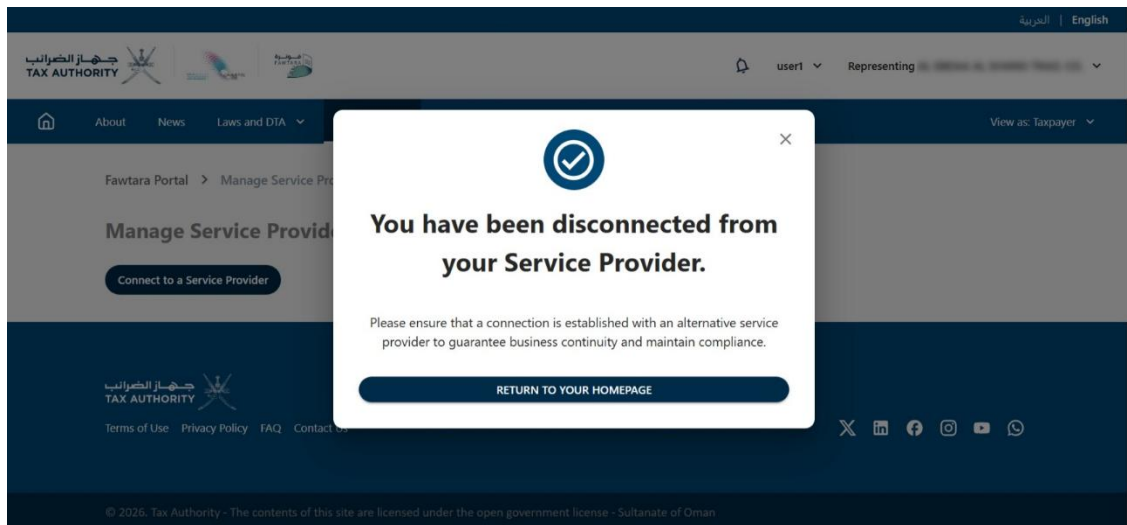 العربية | English
جهاز الضرائب
TAX AUTHORITY
user1
Representing
About News Laws and DTA
View as: Taxpayer
Fawtara Portal > Manage Service
Manage Service Provid
Connect to a Service Provider
You have been disconnected from
your Service Provider.
Please ensure that a connection is established with an alternative service
provider to guarantee business continuity and maintain compliance.
RETURN TO YOUR HOMEPAGE
جهاز الضرائب
TAX AUTHORITY
Terms of Use Privacy Policy FAQ Contact
© 2026. Tax Authority - The contents of this site are licensed under the open government license - Sultanate of Oman